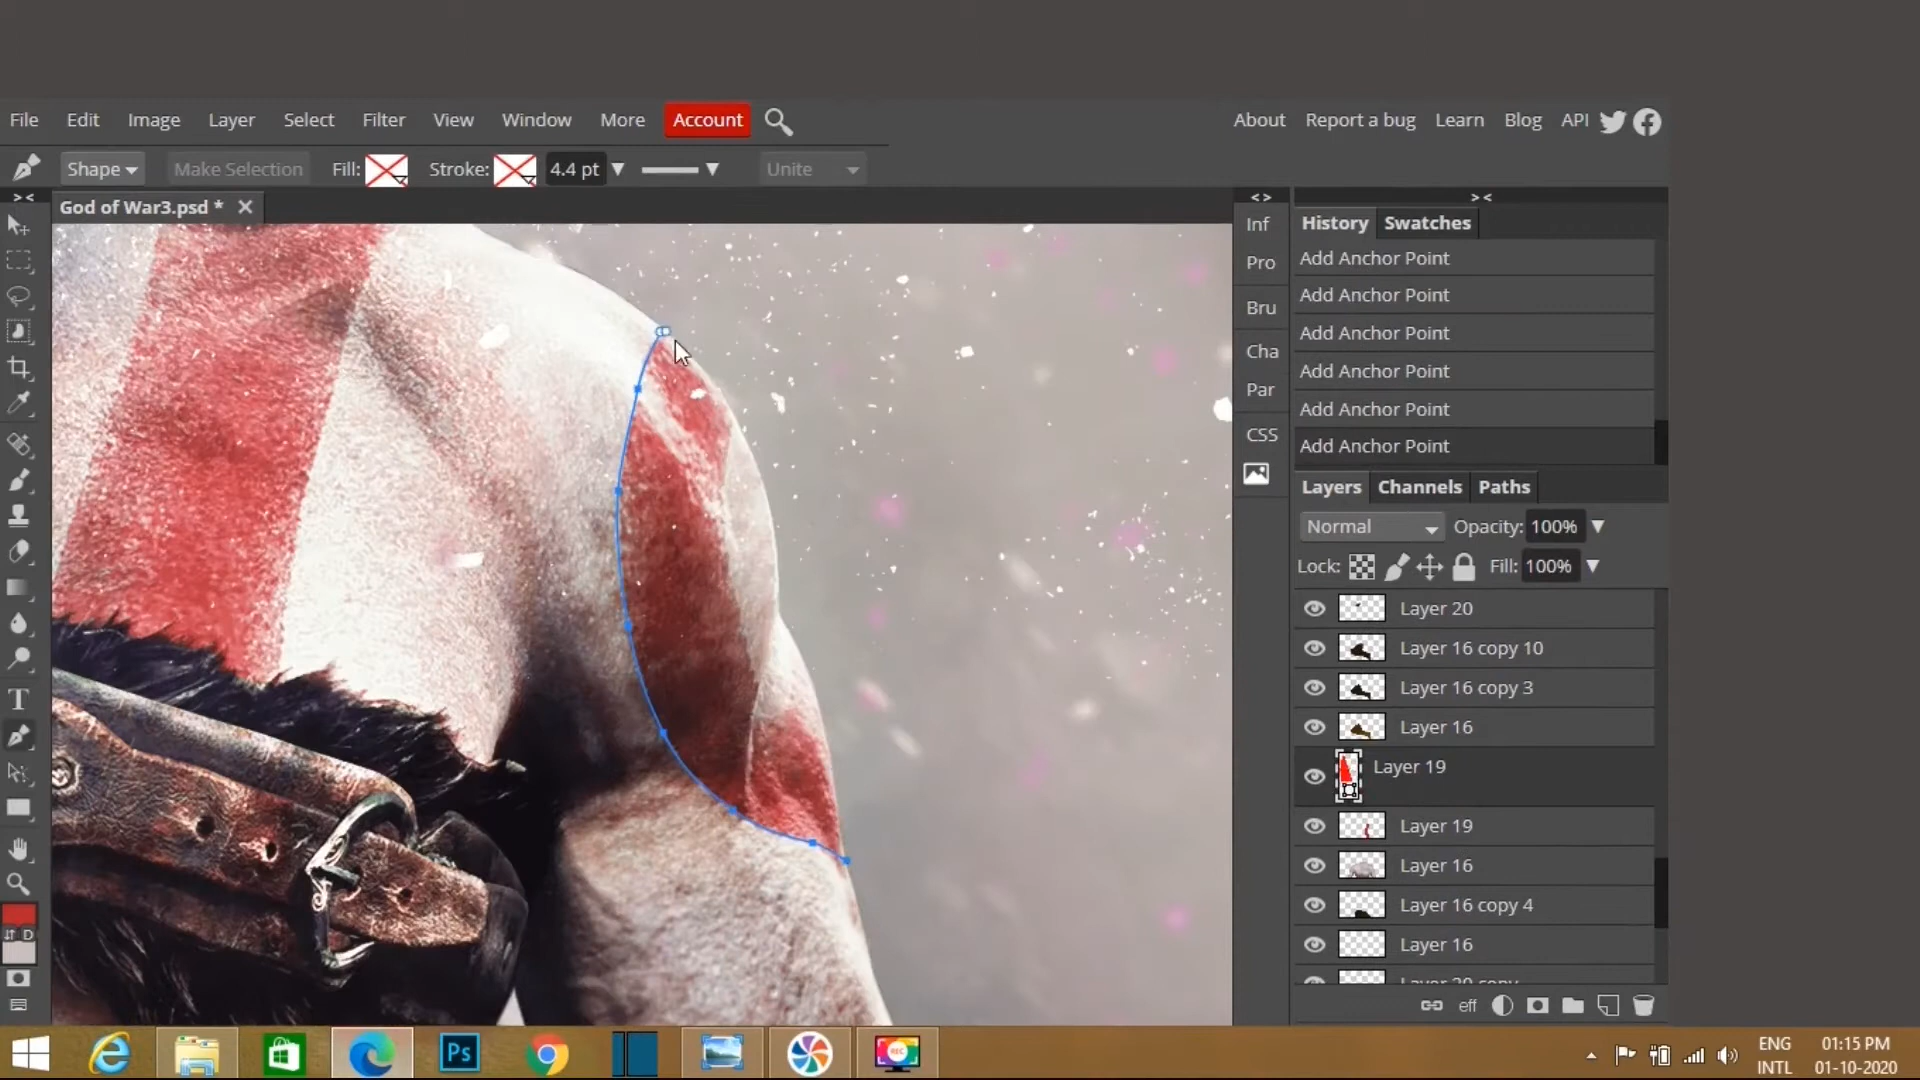 File Edit Image Layer Select Filter View Window More Account About Report a bug Learn Blog API
Shape Make Selection Fill: Stroke: 4.4 pt Unite
> < < > > <
God of War3.psd *
Inf
Pro
Bru
Cha
Par
CSS
History Swatches
Add Anchor Point
Add Anchor Point
Add Anchor Point
Add Anchor Point
Add Anchor Point
Add Anchor Point
Layers Channels Paths
Normal Opacity: 100%
Lock: Fill: 100%
Layer 20
Layer 16 copy 10
Layer 16 copy 3
Layer 16
Layer 19
Layer 19
Layer 16
Layer 16 copy 4
Layer 16
Layer 20 copy
T
D
eff
Ps
REC
ENG 01:15 PM
INTL 01-10-2020